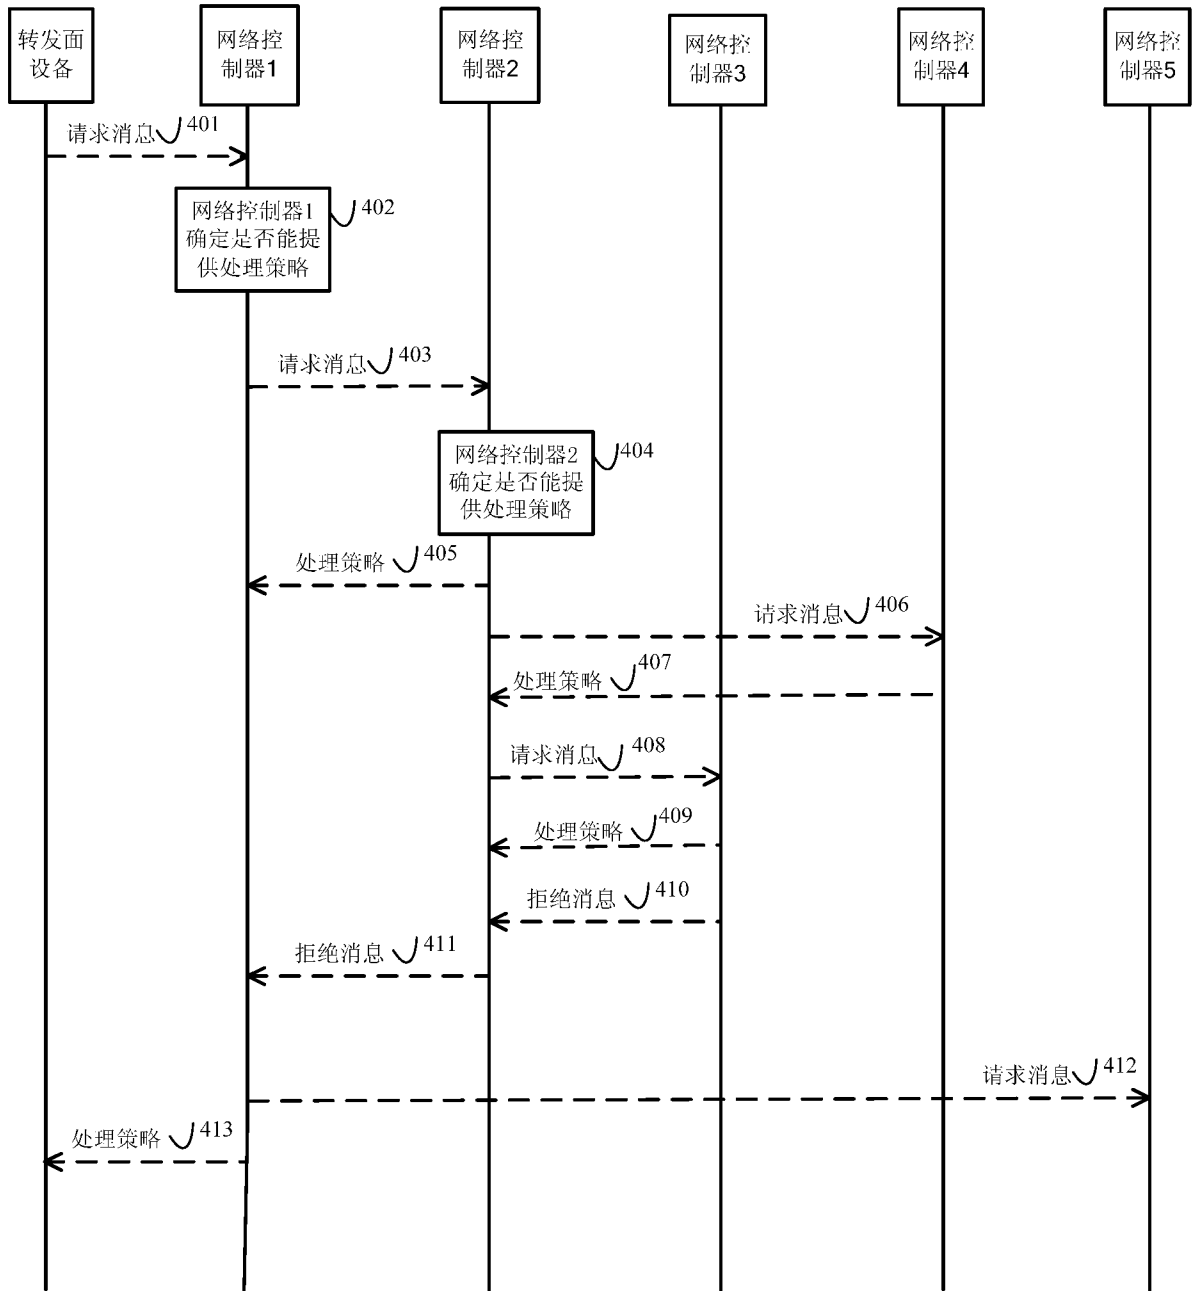 转发面
设备
网络控
制器1
网络控
制器2
网络控
制器3
网络控
制器4
网络控
制器5
请求消息 401
网络控制器1
确定是否能提
供处理策略
402
请求消息 403
网络控制器2
确定是否能提
供处理策略
404
处理策略 405
请求消息 406
处理策略 407
请求消息 408
处理策略 409
拒绝消息 410
拒绝消息 411
请求消息 412
处理策略 413